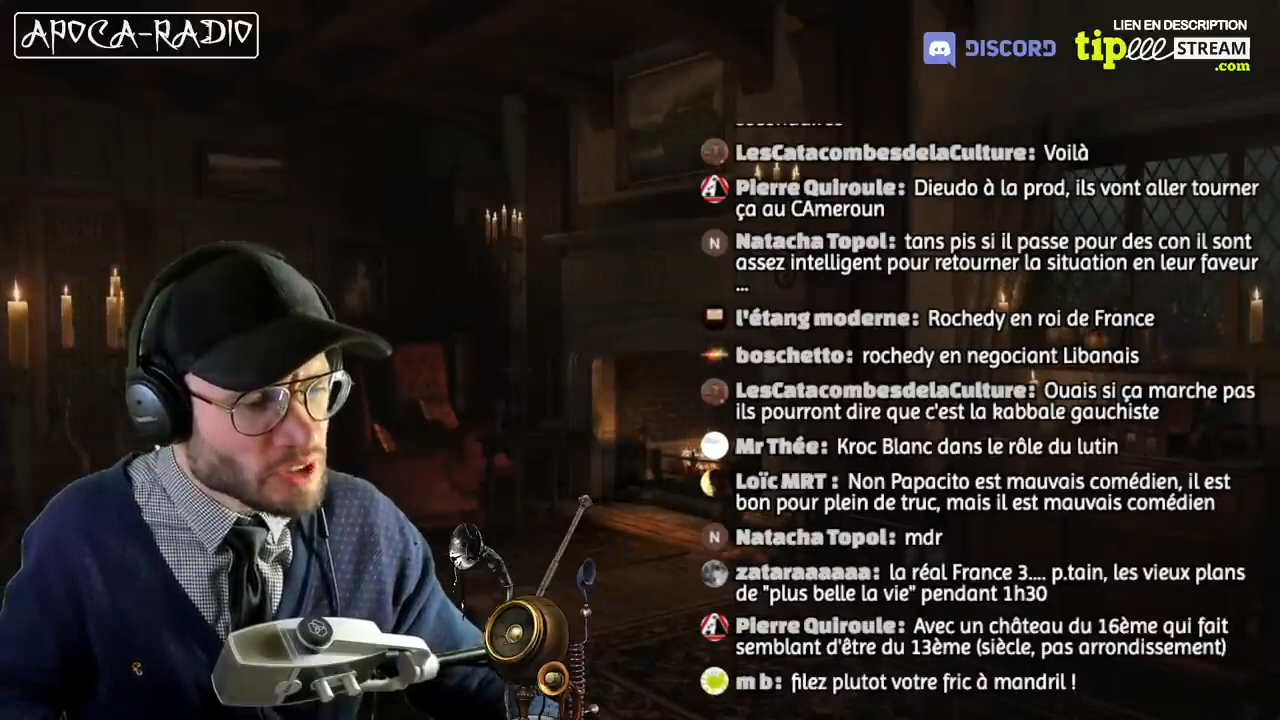 APOCA-RADIO
LIEN EN DESCRIPTION
DISCORD
tipeee STREAM
.com
LesCatacombesdelaCulture: Voilà
Pierre Quiroule: Dieudo à la prod, ils vont aller tourner
ça au CAmeroun
N Natacha Topol: tans pis si il passe pour des con il sont
assez intelligent pour retourner la situation en leur faveur
...
l'étang moderne: Rochedy en roi de France
boschetto: rochedy en negociant Libanais
LesCatacombesdelaCulture: Ouais si ça marche pas
ils pourront dire que c'est la kabbale gauchiste
Mr Thée: Kroc Blanc dans le rôle du lutin
Loïc MRT : Non Papacito est mauvais comédien, il est
bon pour plein de truc, mais il est mauvais comédien
N Natacha Topol: mdr
zataraaaaaa: la réal France 3.... p.tain, les vieux plans
de "plus belle la vie" pendant 1h30
Pierre Quiroule: Avec un château du 16ème qui fait
semblant d'être du 13ème (siècle, pas arrondissement)
m b: filez plutot votre fric à mandril !